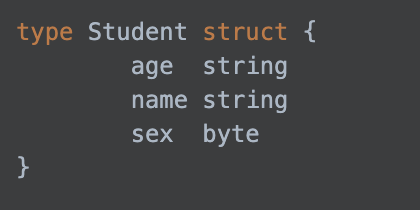 type Student struct {
        age  string
        name string
        sex  byte
}